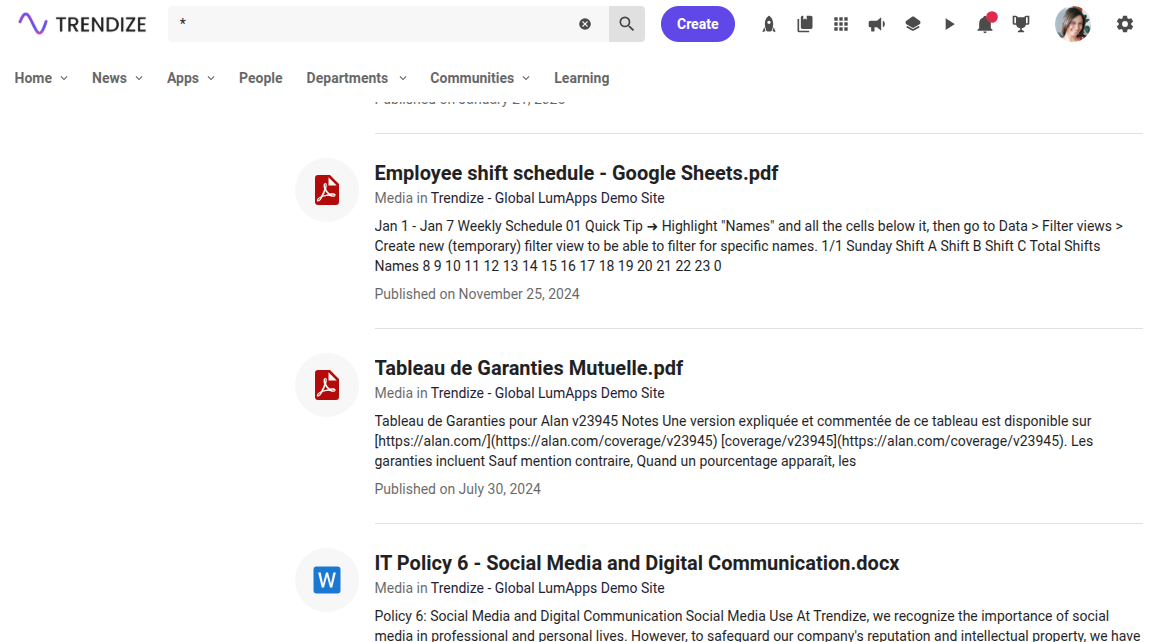 TRENDIZE
*
Create
Home
News
Apps
People
Departments
Communities
Learning
Employee shift schedule - Google Sheets.pdf
Media in Trendize - Global LumApps Demo Site
Jan 1 - Jan 7 Weekly Schedule 01 Quick Tip ➜ Highlight "Names" and all the cells below it, then go to Data > Filter views >
Create new (temporary) filter view to be able to filter for specific names. 1/1 Sunday Shift A Shift B Shift C Total Shifts
Names 8 9 10 11 12 13 14 15 16 17 18 19 20 21 22 23 0
Published on November 25, 2024
Tableau de Garanties Mutuelle.pdf
Media in Trendize - Global LumApps Demo Site
Tableau de Garanties pour Alan v23945 Notes Une version expliquée et commentée de ce tableau est disponible sur
[https://alan.com/](https://alan.com/coverage/v23945) [coverage/v23945](https://alan.com/coverage/v23945). Les
garanties incluent Sauf mention contraire, Quand un pourcentage apparaît, les
Published on July 30, 2024
W
IT Policy 6 - Social Media and Digital Communication.docx
Media in Trendize - Global LumApps Demo Site
Policy 6: Social Media and Digital Communication Social Media Use At Trendize, we recognize the importance of social
media in professional and personal lives. However, to safeguard our company's reputation and intellectual property, we have